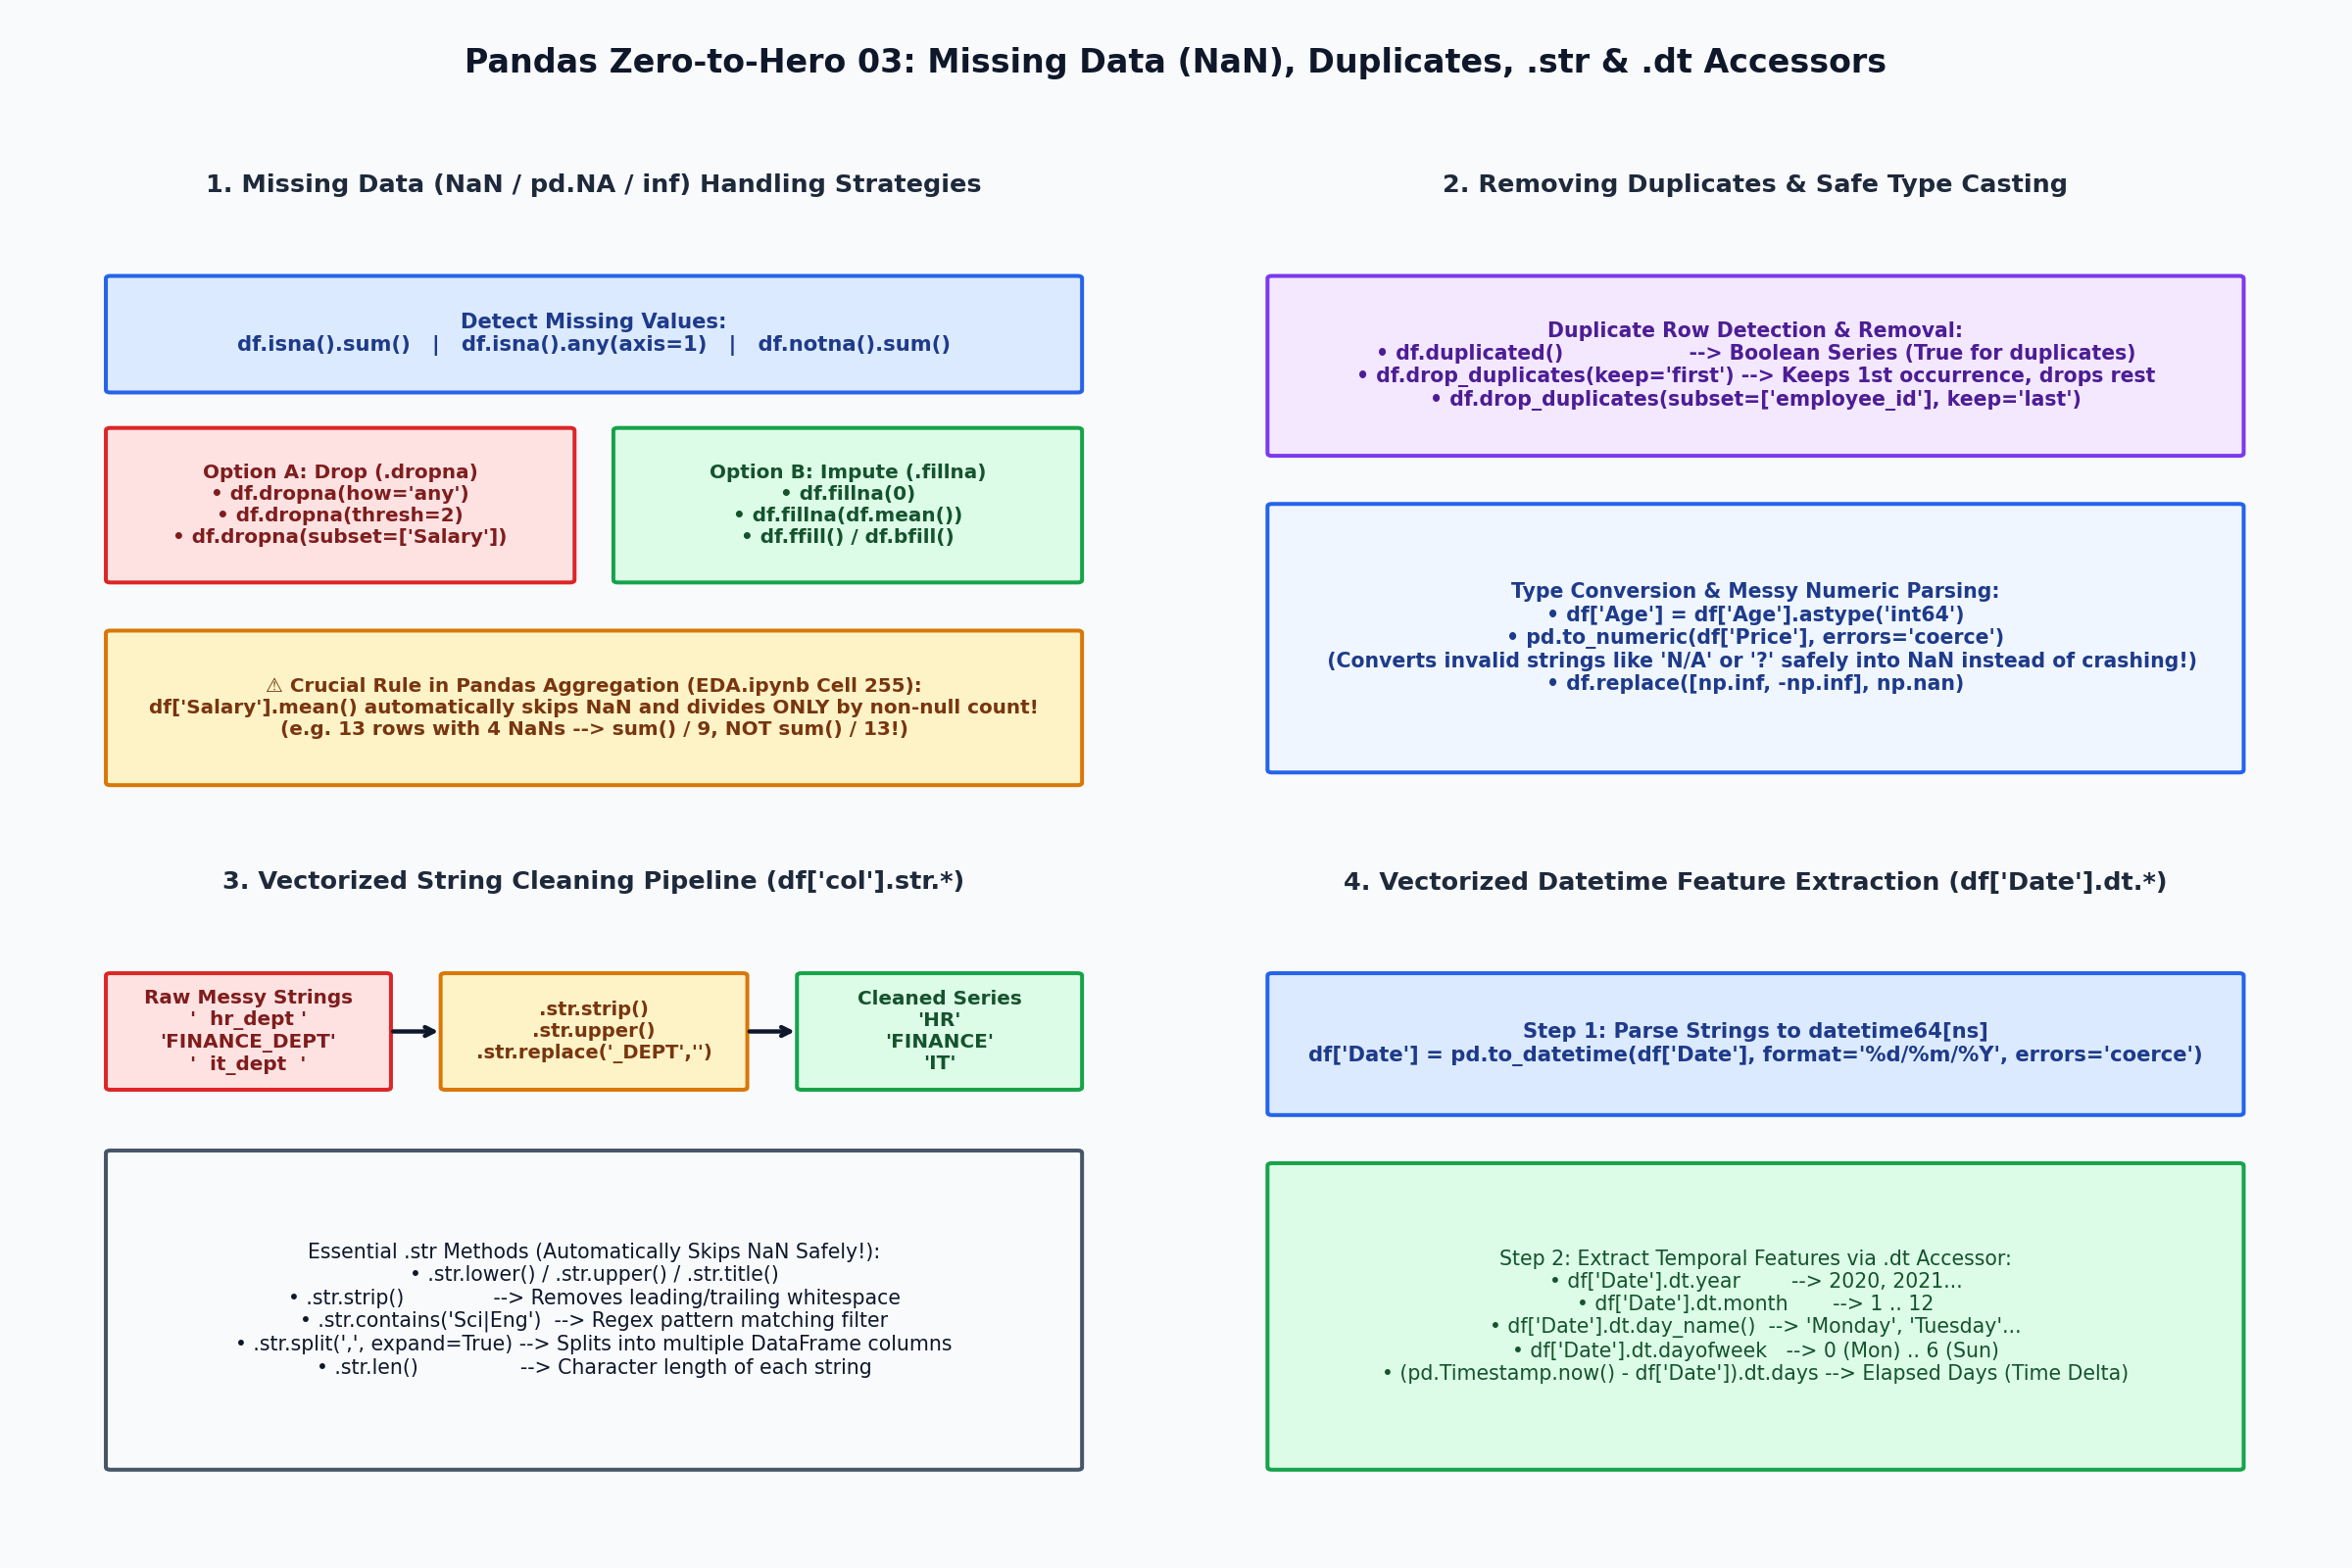 Pandas Zero-to-Hero 03: Missing Data (NaN), Duplicates, .str & .dt Accessors
1. Missing Data (NaN / pd.NA / inf) Handling Strategies
Detect Missing Values:
df.isna().sum()   |   df.isna().any(axis=1)   |   df.notna().sum()
Option A: Drop (.dropna)
• df.dropna(how='any')
• df.dropna(thresh=2)
• df.dropna(subset=['Salary'])
Option B: Impute (.fillna)
• df.fillna(0)
• df.fillna(df.mean())
• df.ffill() / df.bfill()
⚠ Crucial Rule in Pandas Aggregation (EDA.ipynb Cell 255):
df['Salary'].mean() automatically skips NaN and divides ONLY by non-null count!
(e.g. 13 rows with 4 NaNs --> sum() / 9, NOT sum() / 13!)
2. Removing Duplicates & Safe Type Casting
Duplicate Row Detection & Removal:
• df.duplicated()                  --> Boolean Series (True for duplicates)
• df.drop_duplicates(keep='first') --> Keeps 1st occurrence, drops rest
• df.drop_duplicates(subset=['employee_id'], keep='last')
Type Conversion & Messy Numeric Parsing:
• df['Age'] = df['Age'].astype('int64')
• pd.to_numeric(df['Price'], errors='coerce')
(Converts invalid strings like 'N/A' or '?' safely into NaN instead of crashing!)
• df.replace([np.inf, -np.inf], np.nan)
3. Vectorized String Cleaning Pipeline (df['col'].str.*)
Raw Messy Strings
'  hr_dept '
'FINANCE_DEPT'
'  it_dept  '
.str.strip()
.str.upper()
.str.replace('_DEPT','')
Cleaned Series
'HR'
'FINANCE'
'IT'
Essential .str Methods (Automatically Skips NaN Safely!):
• .str.lower() / .str.upper() / .str.title()
• .str.strip()              --> Removes leading/trailing whitespace
• .str.contains('Sci|Eng')  --> Regex pattern matching filter
• .str.split(',', expand=True) --> Splits into multiple DataFrame columns
• .str.len()                --> Character length of each string
4. Vectorized Datetime Feature Extraction (df['Date'].dt.*)
Step 1: Parse Strings to datetime64[ns]
df['Date'] = pd.to_datetime(df['Date'], format='%d/%m/%Y', errors='coerce')
Step 2: Extract Temporal Features via .dt Accessor:
• df['Date'].dt.year        --> 2020, 2021...
• df['Date'].dt.month       --> 1 .. 12
• df['Date'].dt.day_name()  --> 'Monday', 'Tuesday'...
• df['Date'].dt.dayofweek   --> 0 (Mon) .. 6 (Sun)
• (pd.Timestamp.now() - df['Date']).dt.days --> Elapsed Days (Time Delta)